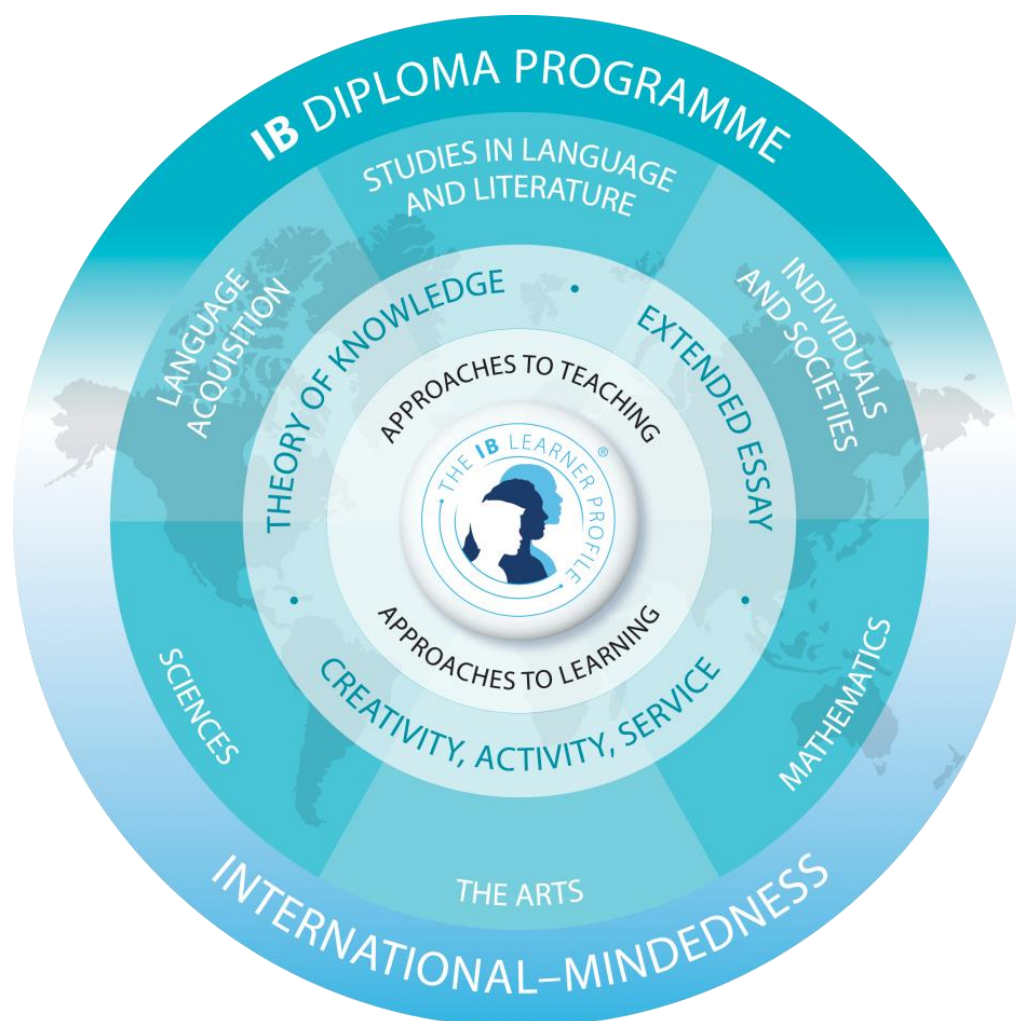 IB DIPLOMA PROGRAMME
STUDIES IN LANGUAGE
AND LITERATURE
LANGUAGE
ACQUISITION
INDIVIDUALS
AND SOCIETIES
THEORY OF KNOWLEDGE
•
EXTENDED ESSAY
APPROACHES TO TEACHING
• THE IB LEARNER PROFILE •
®
APPROACHES TO LEARNING
•
•
CREATIVITY, ACTIVITY, SERVICE
SCIENCES
MATHEMATICS
THE ARTS
INTERNATIONAL–MINDEDNESS